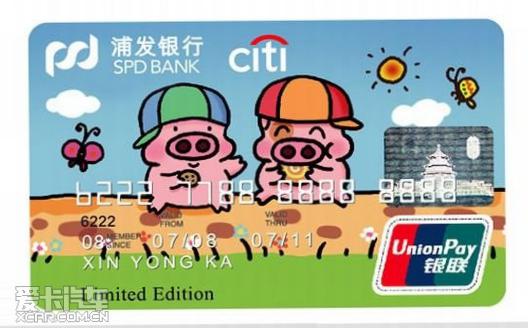 浦发银行
SPD BANK
citi
6222 1788 8888 8888
6222
MEMBER SINCE 08
VALID FROM 07/08
VALID THRU 07/11
XIN YONG KA
Limited Edition
UnionPay
银联
爱卡汽车
XCAR.COM.CN